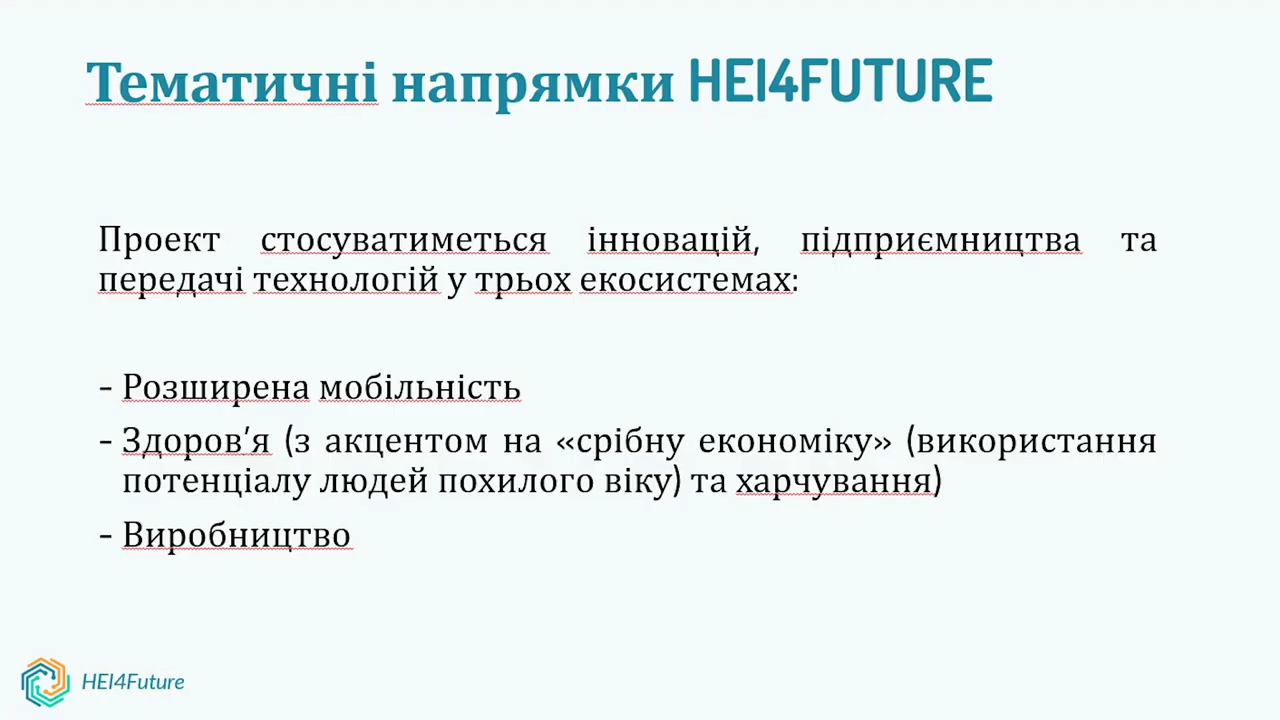 Тематичні напрямки HEI4FUTURE
Проект стосуватиметься інновацій, підприємництва та
передачі технологій у трьох екосистемах:
- Розширена мобільність
- Здоров’я (з акцентом на «срібну економіку» (використання
потенціалу людей похилого віку) та харчування)
- Виробництво
HEI4Future